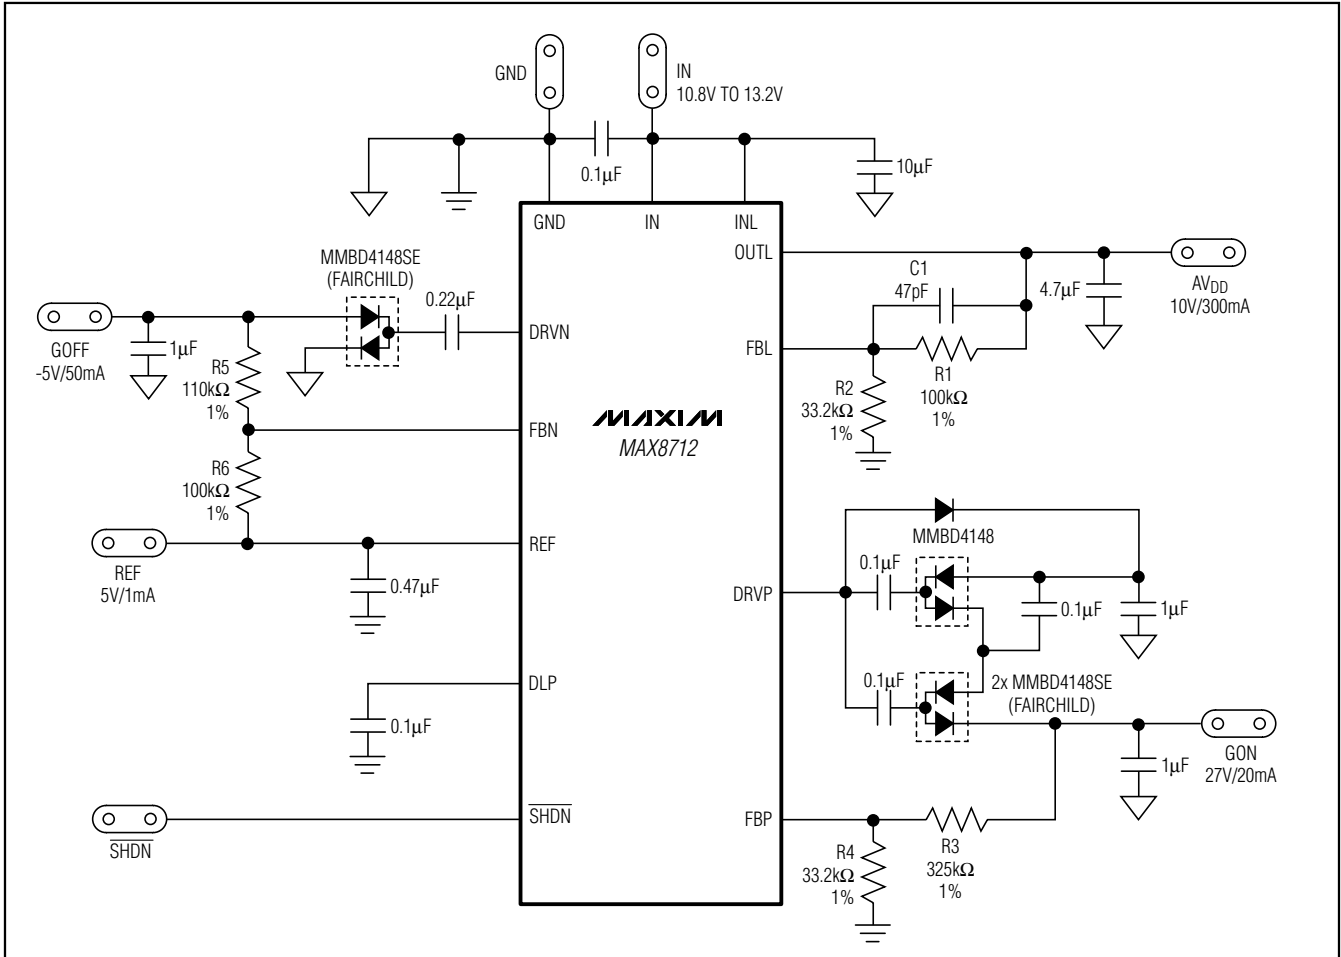 GND
IN
10.8V TO 13.2V
0.1µF
10µF
GND
IN
INL
OUTL
MMBD4148SE
(FAIRCHILD)
0.22µF
DRVN
C1
47pF
4.7µF
AVDD
10V/300mA
GOFF
-5V/50mA
1µF
R5
110kΩ
1%
FBL
R1
100kΩ
1%
R2
33.2kΩ
1%
MAXIM
MAX8712
FBN
R6
100kΩ
1%
REF
5V/1mA
REF
0.47µF
MMBD4148
0.1µF
DRVP
0.1µF
1µF
DLP
0.1µF
0.1µF
2x MMBD4148SE
(FAIRCHILD)
GON
27V/20mA
1µF
SHDN
SHDN
FBP
R3
325kΩ
1%
R4
33.2kΩ
1%